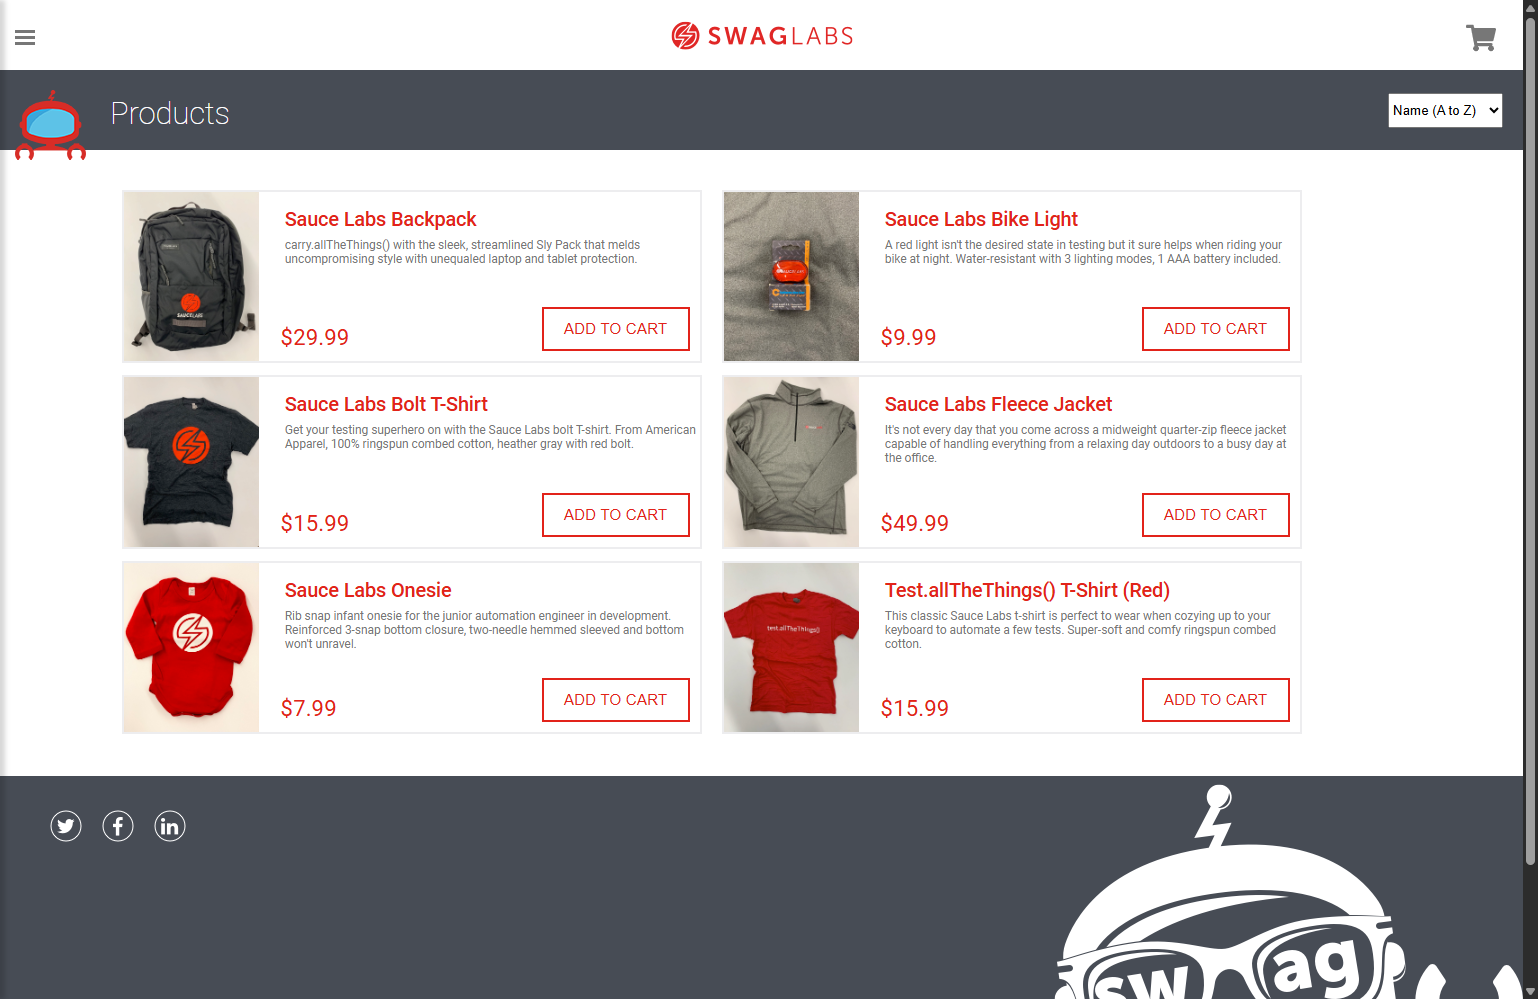 SWAGLABS
Products
Name (A to Z)
Sauce Labs Backpack
carry.allTheThings() with the sleek, streamlined Sly Pack that melds
uncompromising style with unequaled laptop and tablet protection.
$29.99
ADD TO CART
SAUCELABS
Sauce Labs Bike Light
A red light isn't the desired state in testing but it sure helps when riding your
bike at night. Water-resistant with 3 lighting modes, 1 AAA battery included.
$9.99
ADD TO CART
Sauce Labs Bolt T-Shirt
Get your testing superhero on with the Sauce Labs bolt T-shirt. From American
Apparel, 100% ringspun combed cotton, heather gray with red bolt.
$15.99
ADD TO CART
Sauce Labs Fleece Jacket
It's not every day that you come across a midweight quarter-zip fleece jacket
capable of handling everything from a relaxing day outdoors to a busy day at
the office.
$49.99
ADD TO CART
Sauce Labs Onesie
Rib snap infant onesie for the junior automation engineer in development.
Reinforced 3-snap bottom closure, two-needle hemmed sleeved and bottom
won't unravel.
$7.99
ADD TO CART
test.allTheThings()
Test.allTheThings() T-Shirt (Red)
This classic Sauce Labs t-shirt is perfect to wear when cozying up to your
keyboard to automate a few tests. Super-soft and comfy ringspun combed
cotton.
$15.99
ADD TO CART
sw ag